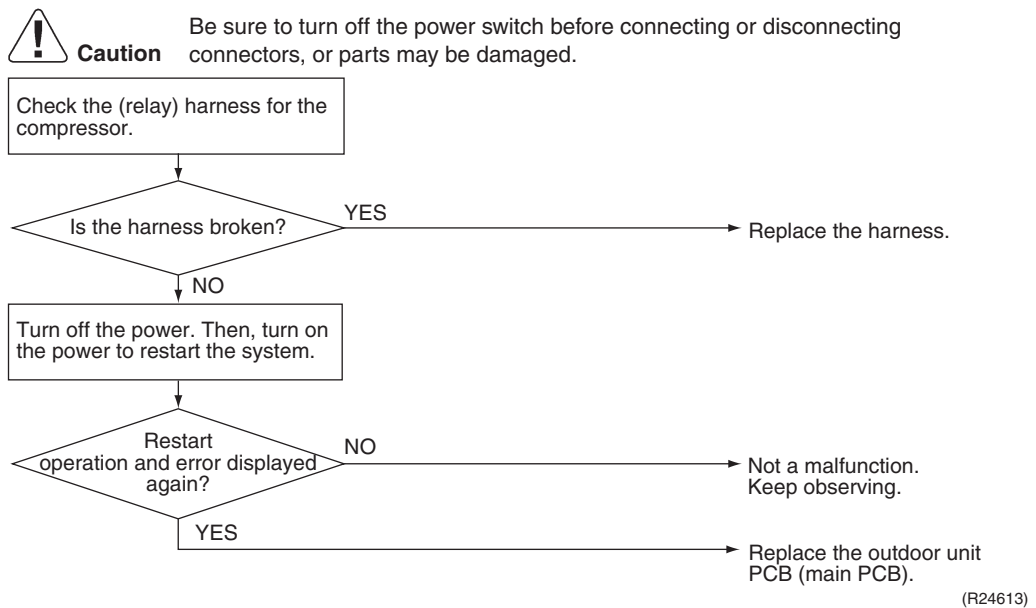 Be sure to turn off the power switch before connecting or disconnecting
Caution connectors, or parts may be damaged.
Check the (relay) harness for the
compressor.
Is the harness broken?
YES
Replace the harness.
NO
Turn off the power. Then, turn on
the power to restart the system.
Restart
operation and error displayed
again?
NO
Not a malfunction.
Keep observing.
YES
Replace the outdoor unit
PCB (main PCB).
(R24613)